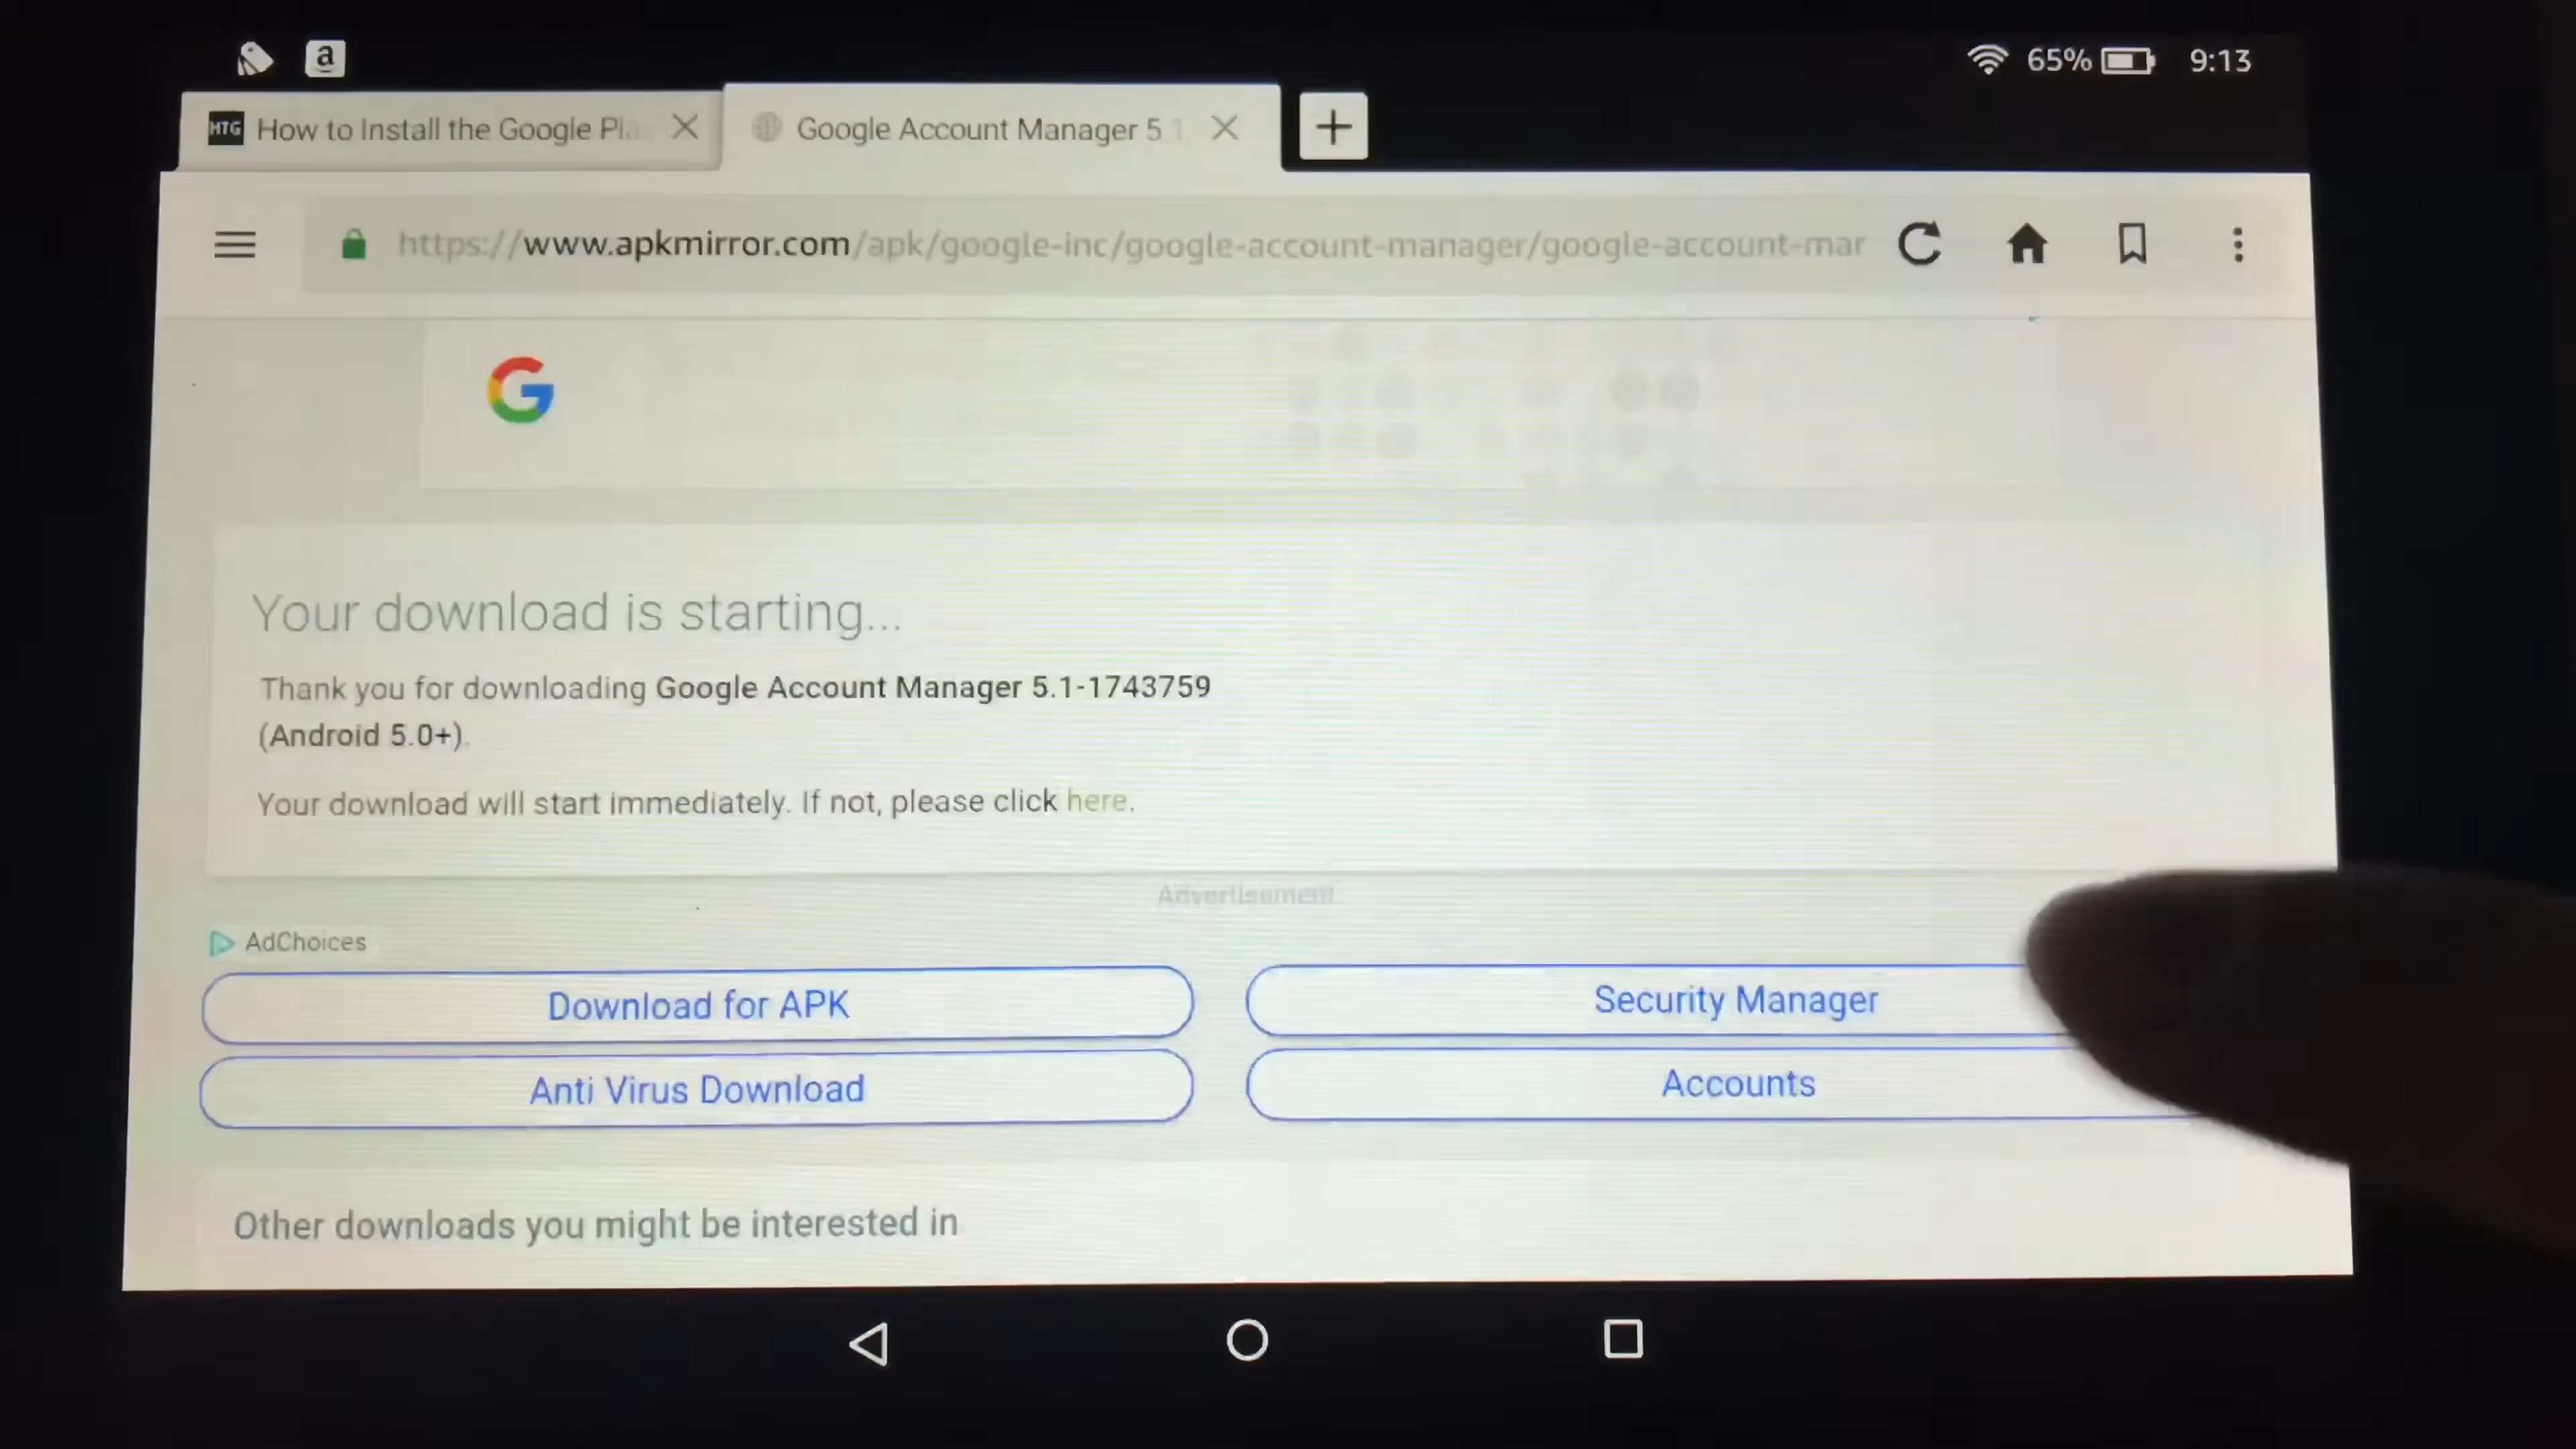 a
65%
9:13
HTG How to Install the Google Pla
Google Account Manager 5.1
https://www.apkmirror.com/apk/google-inc/google-account-manager/google-account-mar
G
Your download is starting...
Thank you for downloading Google Account Manager 5.1-1743759
(Android 5.0+).
Your download will start immediately. If not, please click here.
Advertisement
AdChoices
Download for APK
Security Manager
Anti Virus Download
Accounts
Other downloads you might be interested in